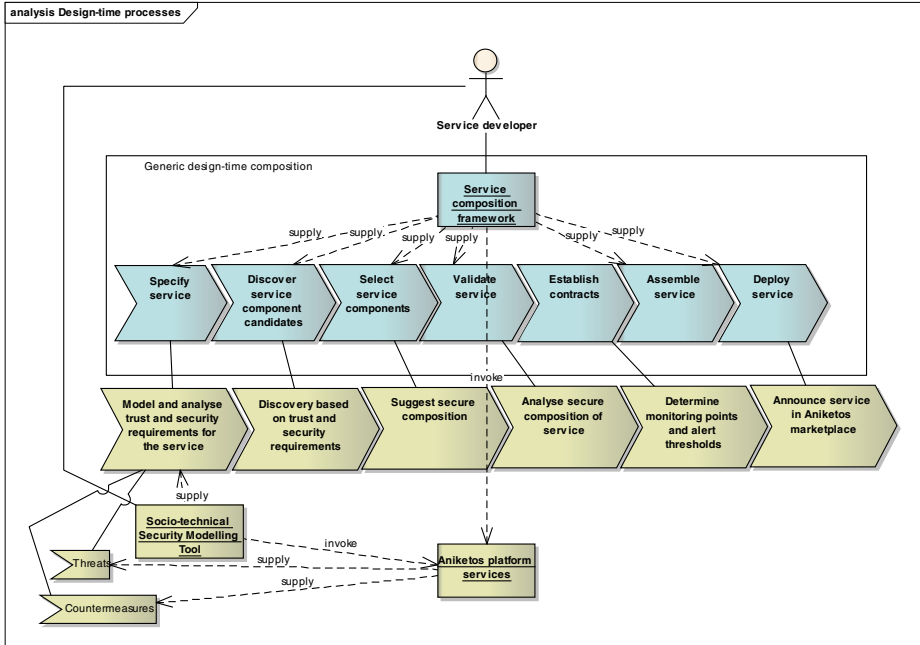 analysis Design-time processes
Service developer
Generic design-time composition
Service
composition
framework
supply
supply
supply
supply
supply
supply
Specify
service
Discover
service
component
candidates
Select
service
components
Validate
service
Establish
contracts
Assemble
service
Deploy
service
invoke
Model and analyse
trust and security
requirements for
the service
Discovery based
on trust and
security
requirements
Suggest secure
composition
Analyse secure
composition of
service
Determine
monitoring points
and alert
thresholds
Announce service
in Aniketos
marketplace
supply
Socio-technical
Security Modelling
Tool
invoke
Threats
supply
Aniketos platform
services
supply
Countermeasures